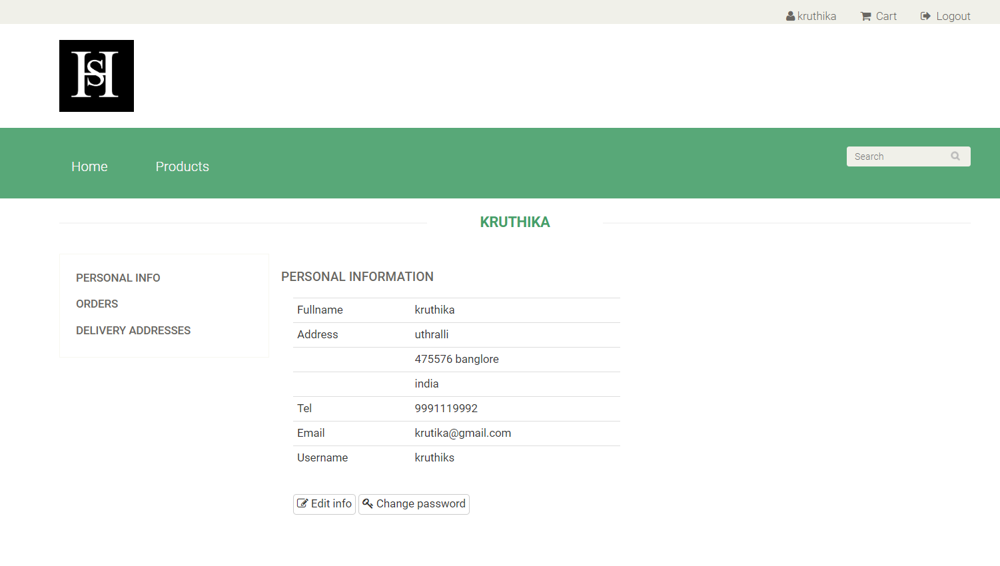 kruthika Cart Logout
HS
Home Products Search
KRUTHIKA
PERSONAL INFO
ORDERS
DELIVERY ADDRESSES
PERSONAL INFORMATION
Fullname kruthika
Address uthralli
475576 banglore
india
Tel 9991119992
Email krutika@gmail.com
Username kruthiks
Edit info Change password